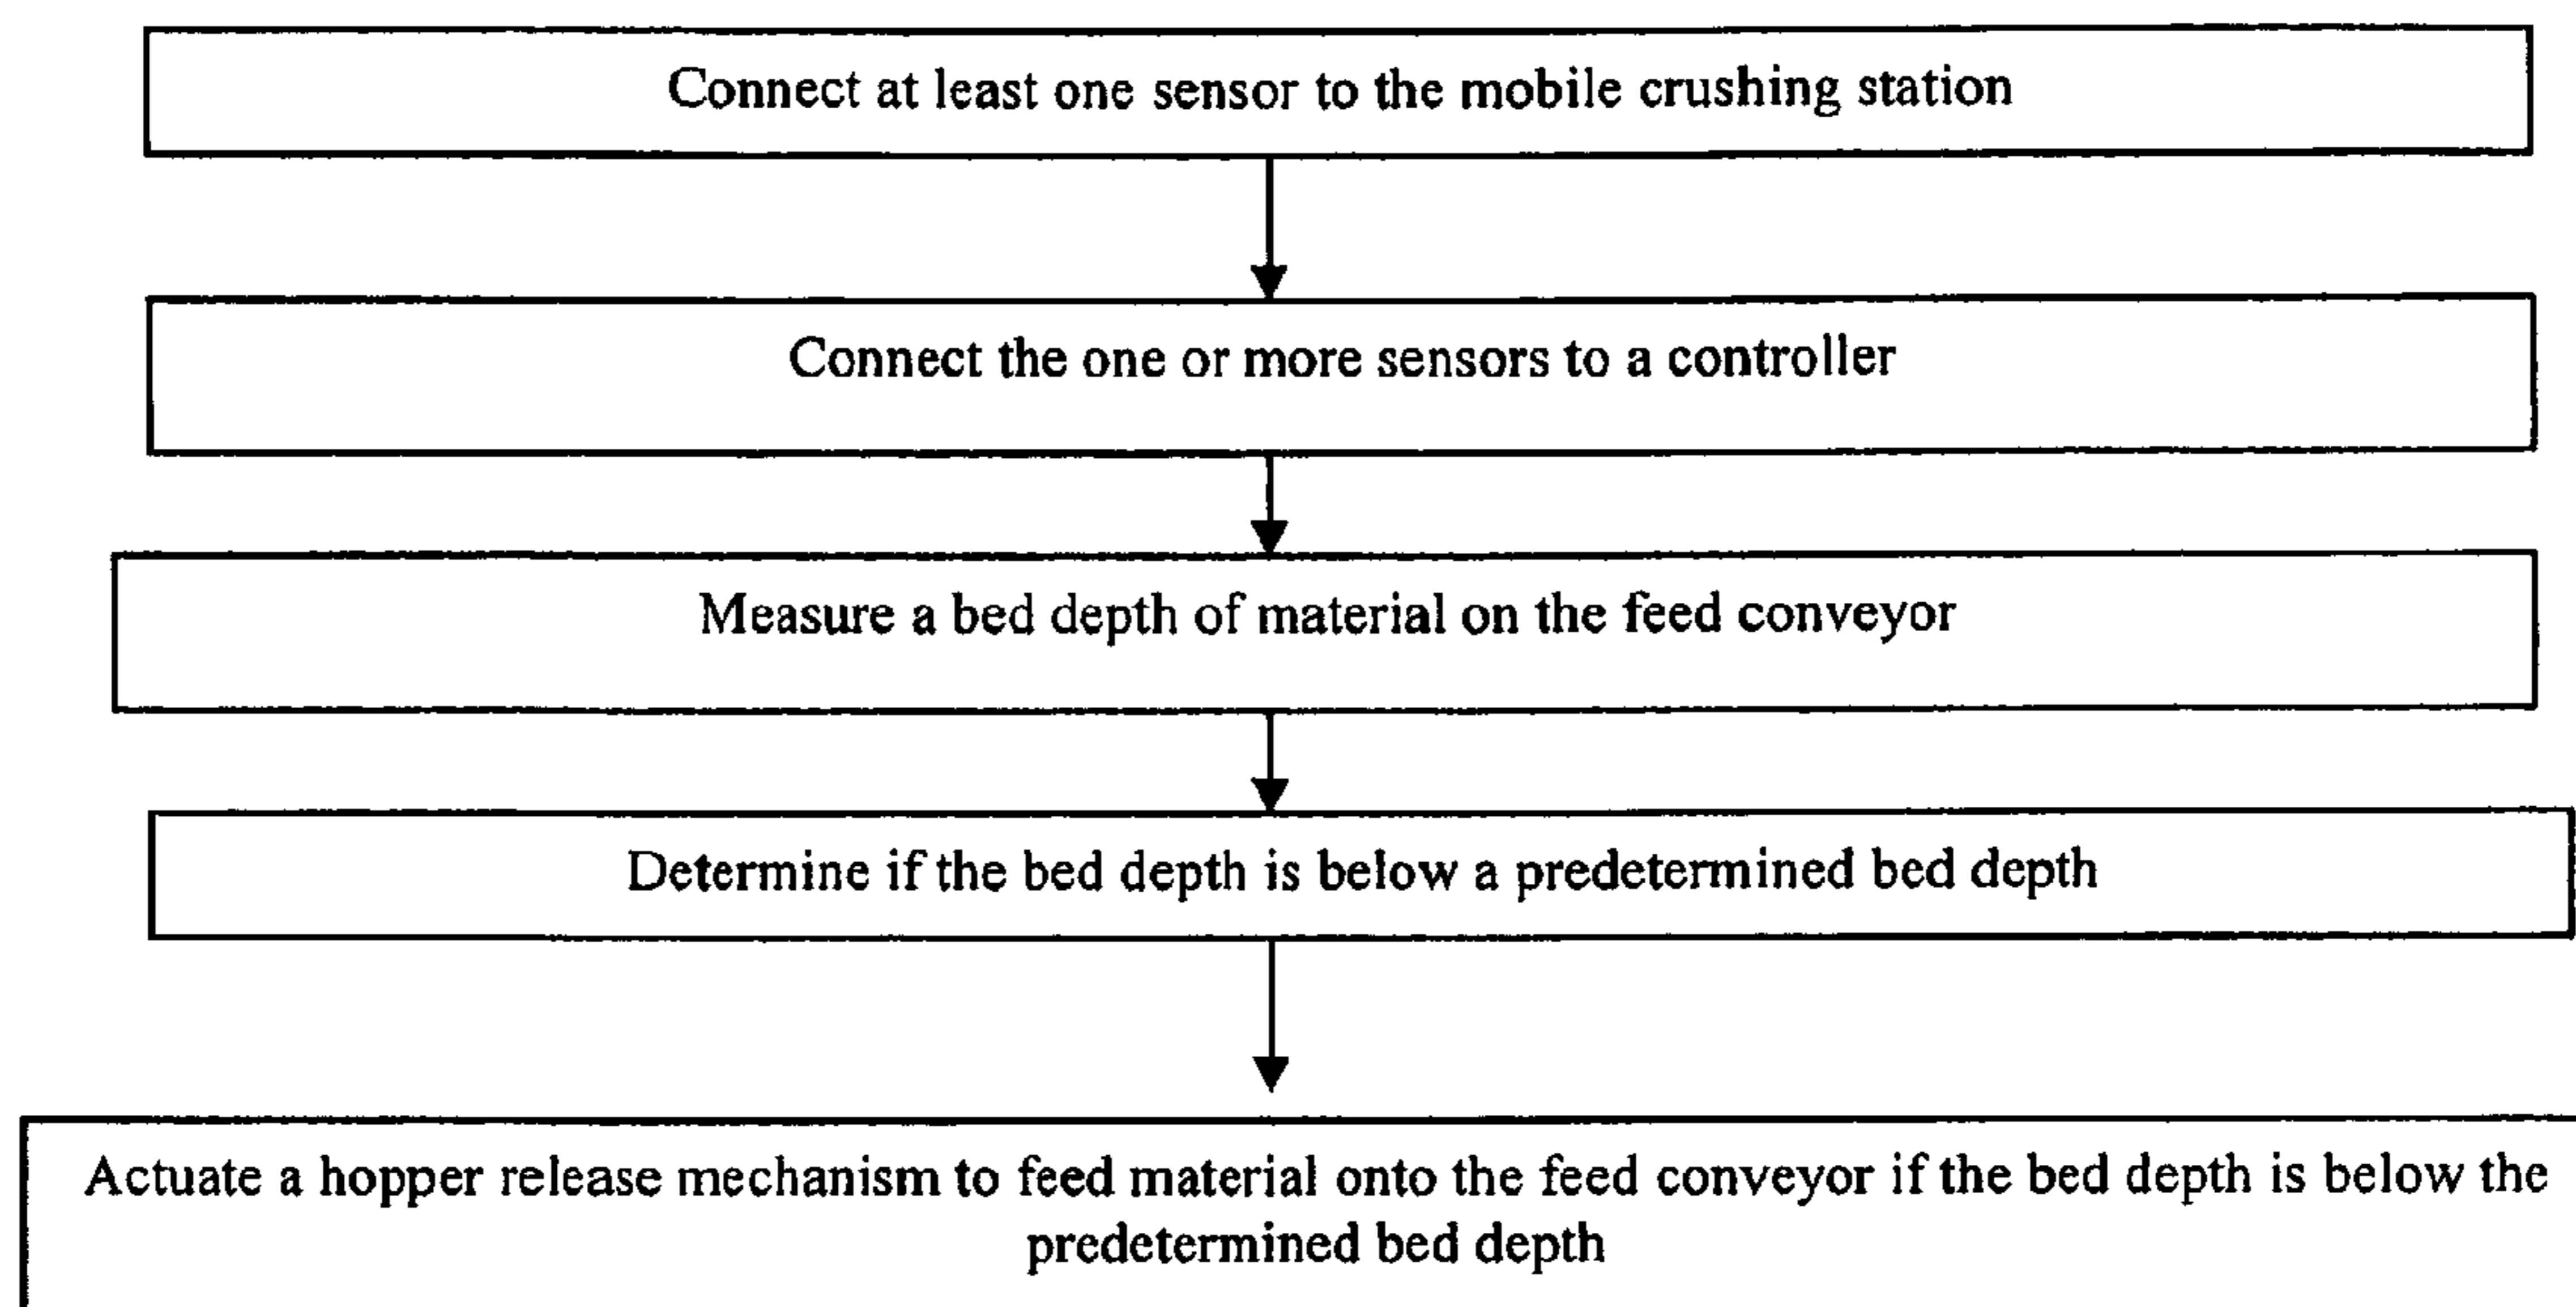 Connect at least one sensor to the mobile crushing station
Connect the one or more sensors to a controller
Measure a bed depth of material on the feed conveyor
Determine if the bed depth is below a predetermined bed depth
Actuate a hopper release mechanism to feed material onto the feed conveyor if the bed depth is below the
predetermined bed depth